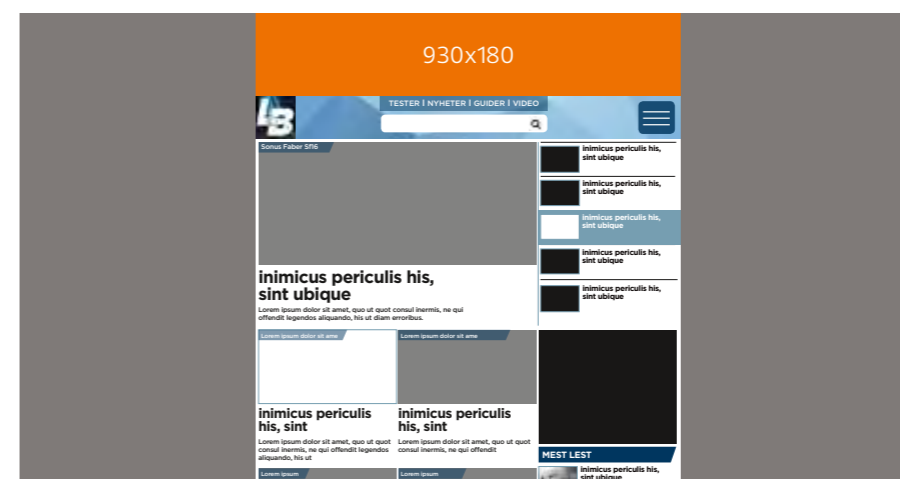 930x180
TESTER I NYHETER I GUIDER I VIDEO
LB
Sonus Faber Sf16
inimicus periculis his,
sint ubique
Lorem ipsum dolor sit amet, quo ut quot consul inermis, ne qui
offendit legendos aliquando, his ut diam erroribus.
inimicus periculis his,
sint ubique
inimicus periculis his,
sint ubique
inimicus periculis his,
sint ubique
inimicus periculis his,
sint ubique
inimicus periculis his,
sint ubique
Lorem ipsum dolor sit ame
inimicus periculis
his, sint
Lorem ipsum dolor sit amet, quo ut quot
consul inermis, ne qui offendit legendos
aliquando, his ut
Lorem ipsum dolor sit ame
inimicus periculis
his, sint
Lorem ipsum dolor sit amet, quo ut quot
consul inermis, ne qui offendit
MEST LEST
inimicus periculis his,
sint ubique
Lorem ipsum
Lorem ipsum